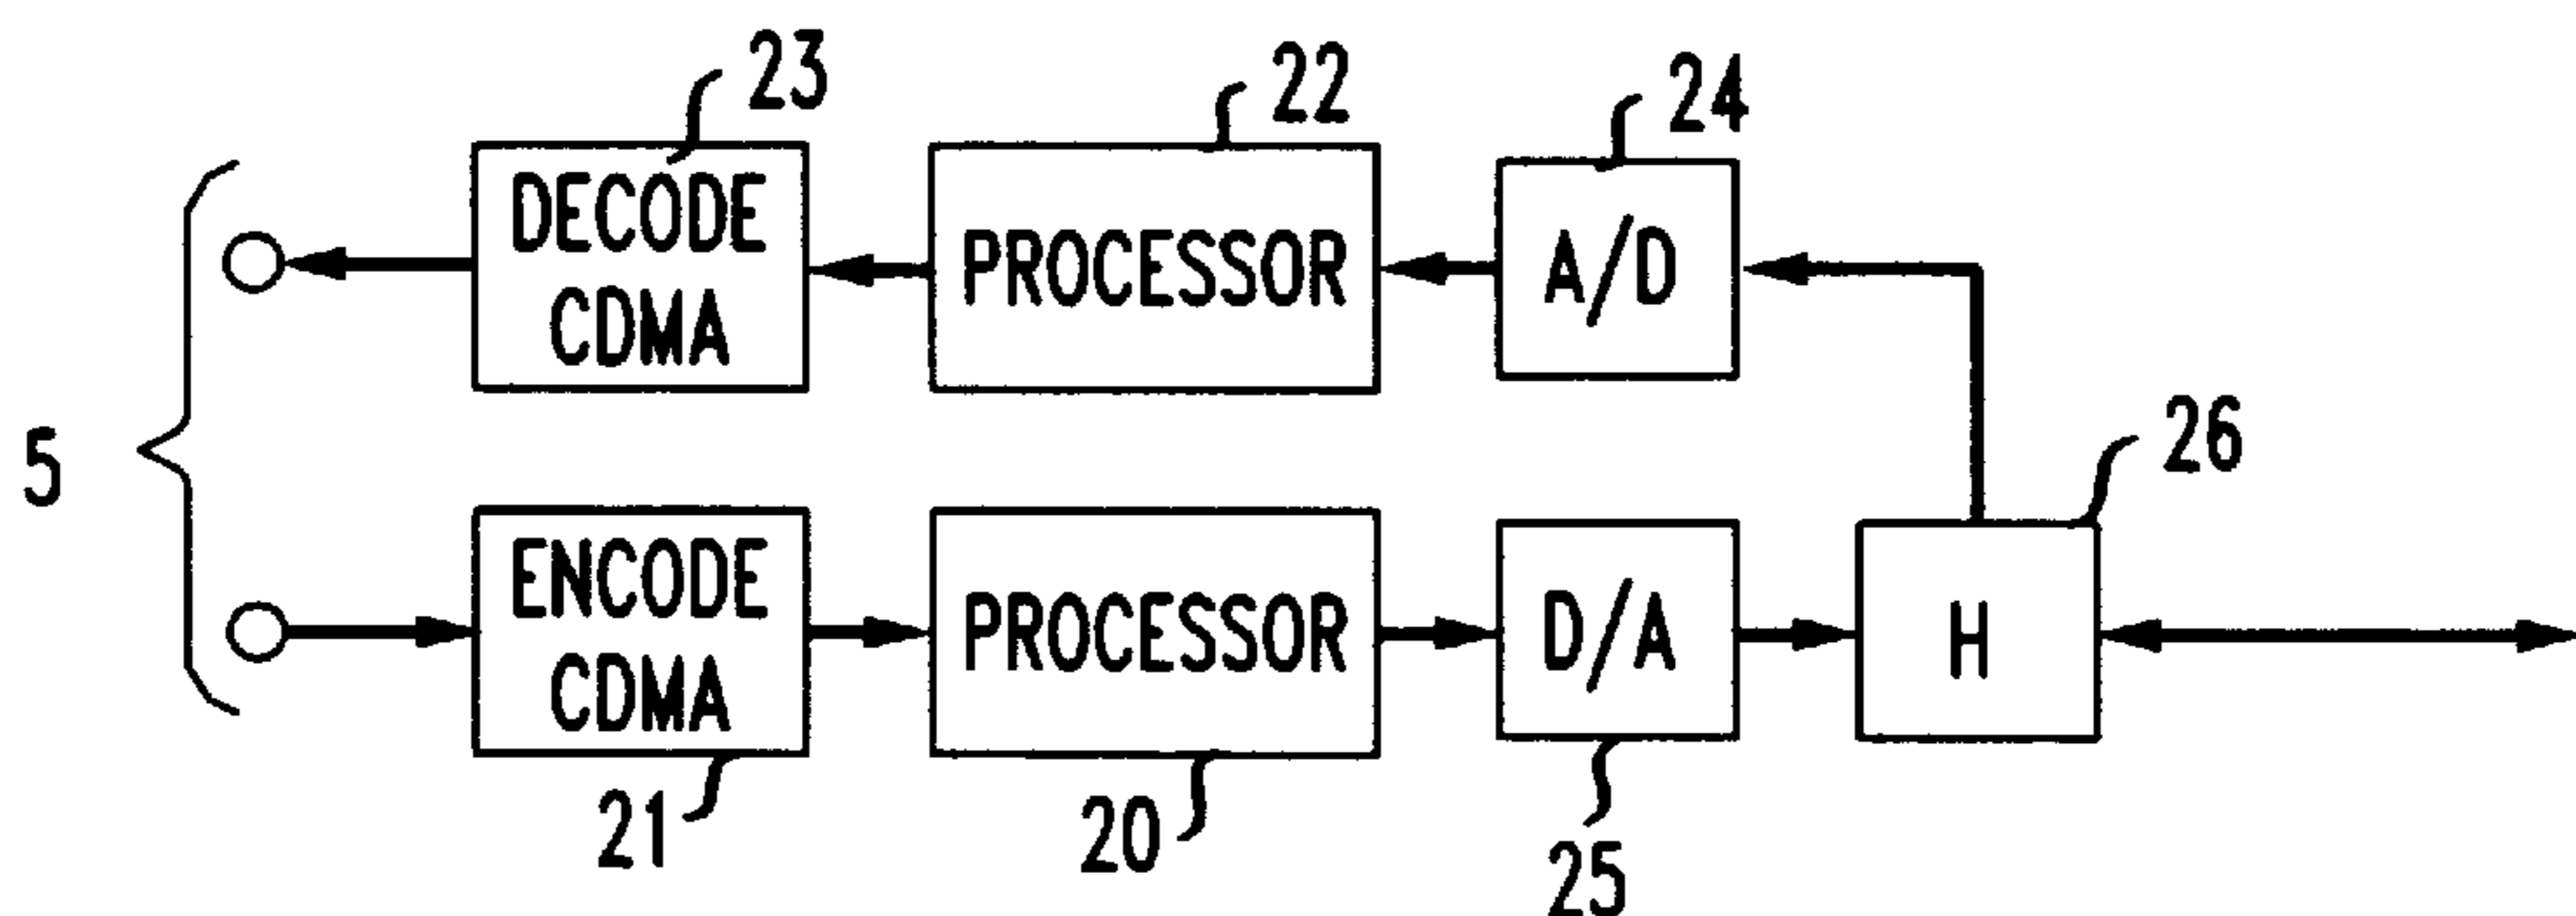 23
22
24
DECODE
CDMA
PROCESSOR
A/D
5
26
ENCODE
CDMA
PROCESSOR
D/A
H
21
20
25